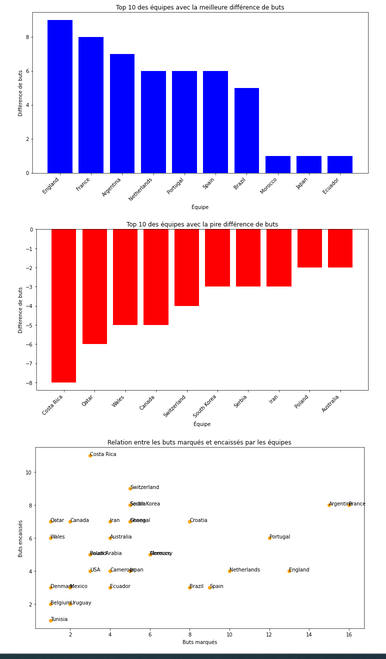 Top 10 des équipes avec la meilleure différence de buts
Différence de buts
8
6
4
2
0
England France Argentina Netherlands Portugal Spain Brazil Morocco Japan Ecuador
Équipe
Top 10 des équipes avec la pire différence de buts
Différence de buts
0
−1
−2
−3
−4
−5
−6
−7
−8
Costa Rica Qatar Wales Canada Switzerland South Korea Serbia Iran Poland Australia
Équipe
Relation entre les buts marqués et encaissés par les équipes
Buts encaissés
Costa Rica
10
Switzerland
8
Korea Argentina France
Qatar Canada Iran Senegal Croatia
6
Wales Australia Portugal
Arabia Germany
4
USA Cameroon Japan Netherlands England
Denmark Mexico Ecuador Brazil Spain
2
Belgium Uruguay
Tunisia
2 4 6 8 10 12 14 16
Buts marqués